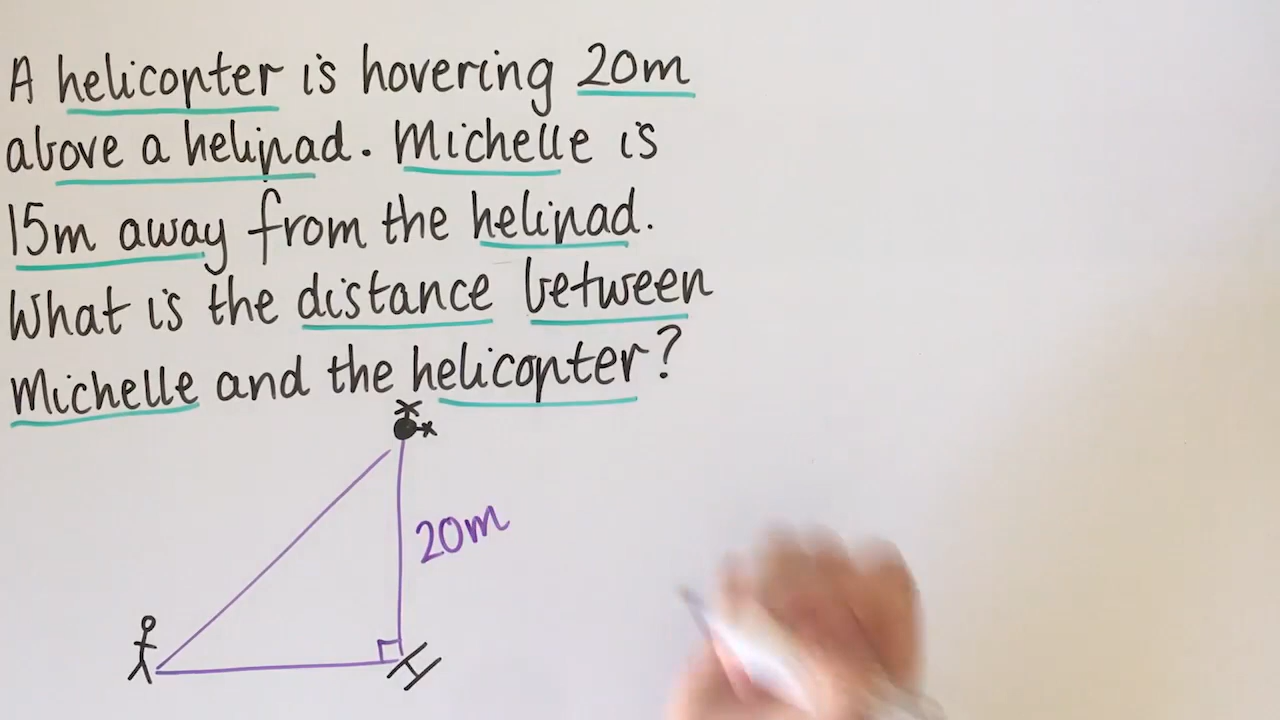 A helicopter is hovering 20m
above a helipad. Michelle is
15m away from the helipad.
What is the distance between
Michelle and the helicopter?
20m
H